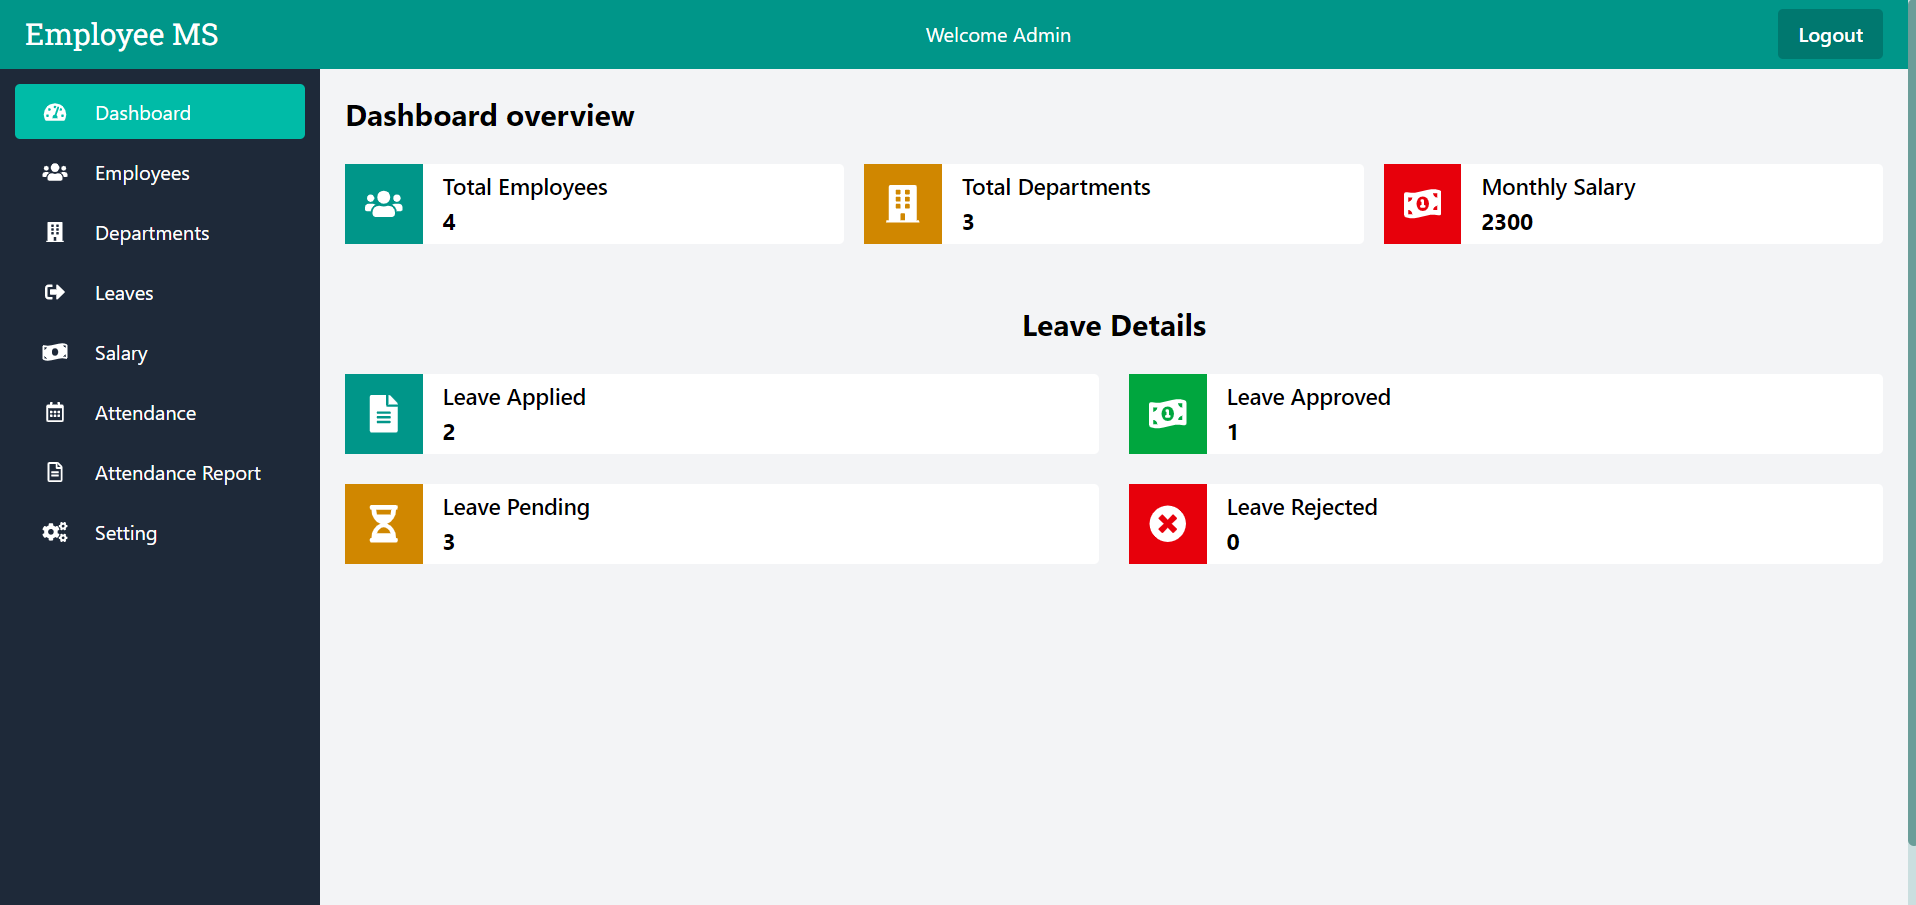 Employee MS
Welcome Admin
Logout
Dashboard
Employees
Departments
Leaves
Salary
Attendance
Attendance Report
Setting
Dashboard overview
Total Employees
4
Total Departments
3
Monthly Salary
2300
Leave Details
Leave Applied
2
Leave Approved
1
Leave Pending
3
Leave Rejected
0